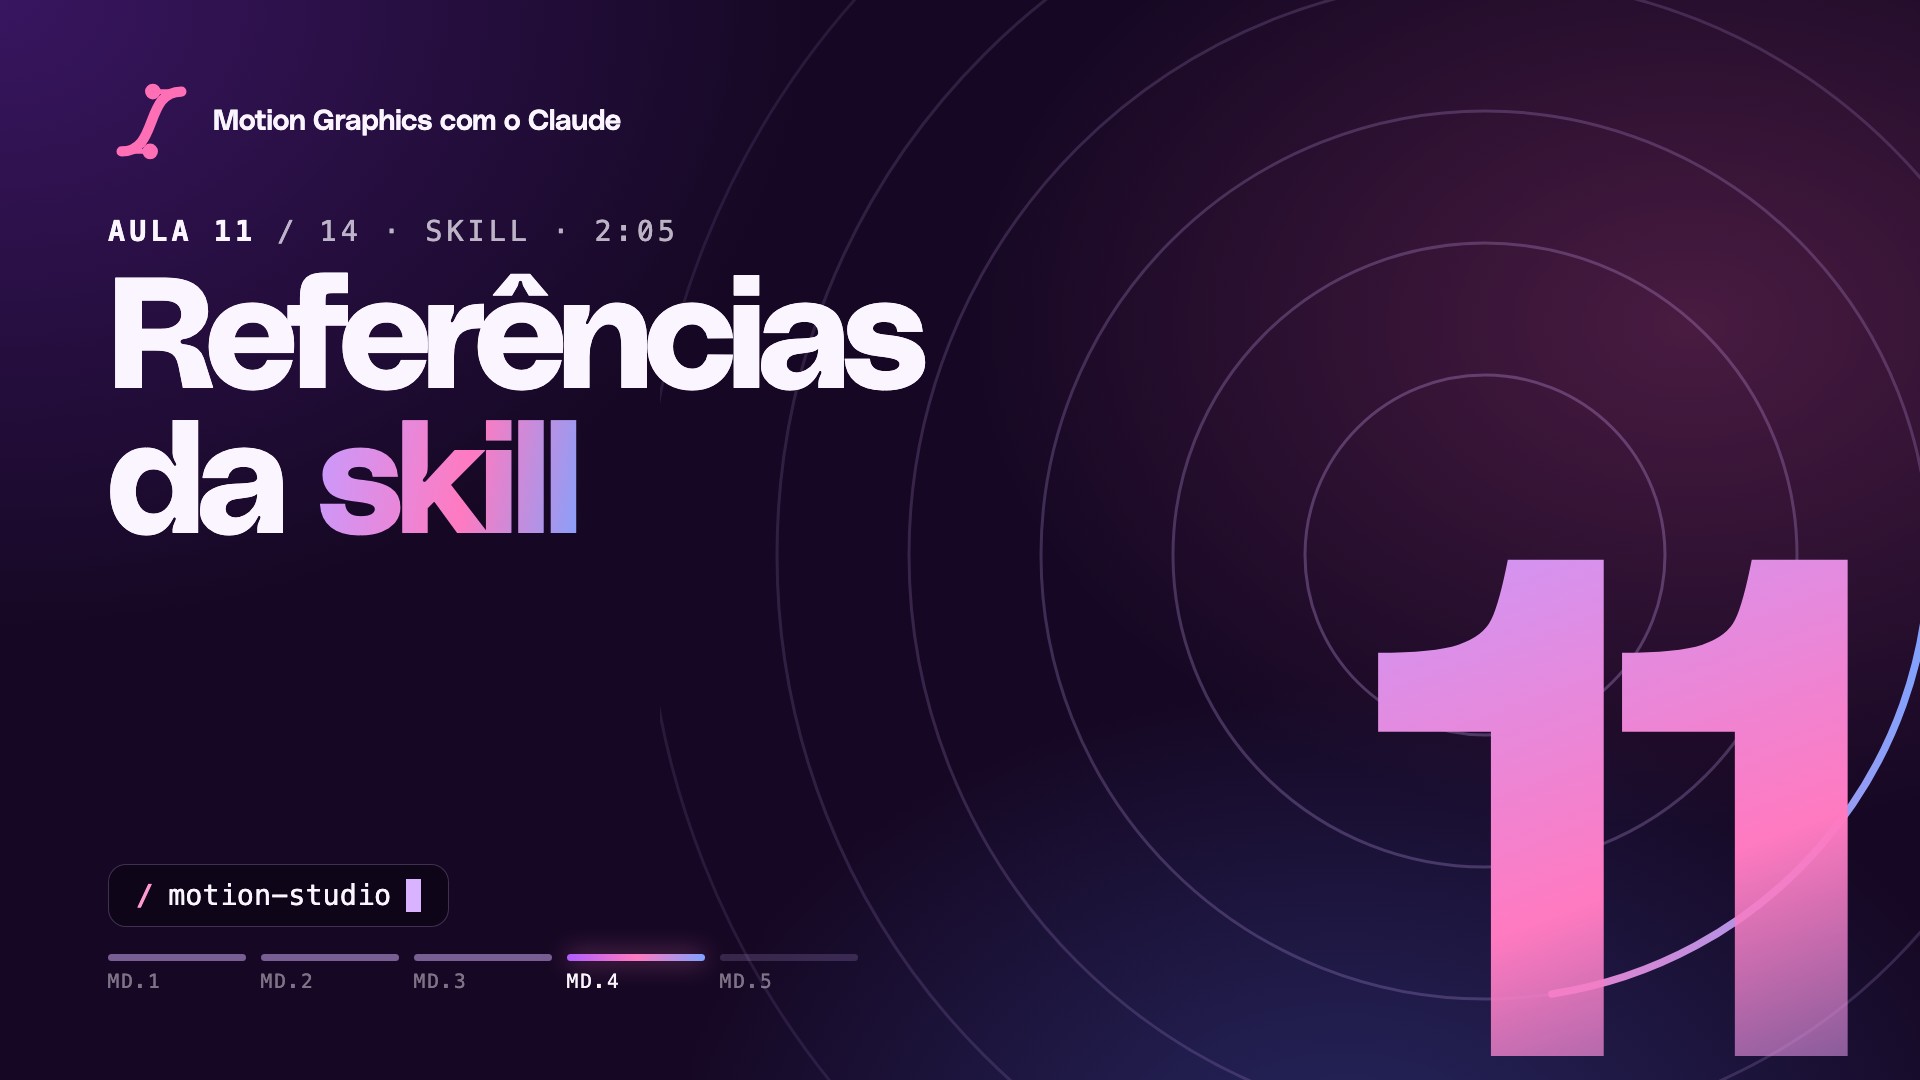 Motion Graphics com o Claude
AULA 11 / 14 · SKILL · 2:05
Referências
da skill
11
/ motion-studio
MD.1 MD.2 MD.3 MD.4 MD.5